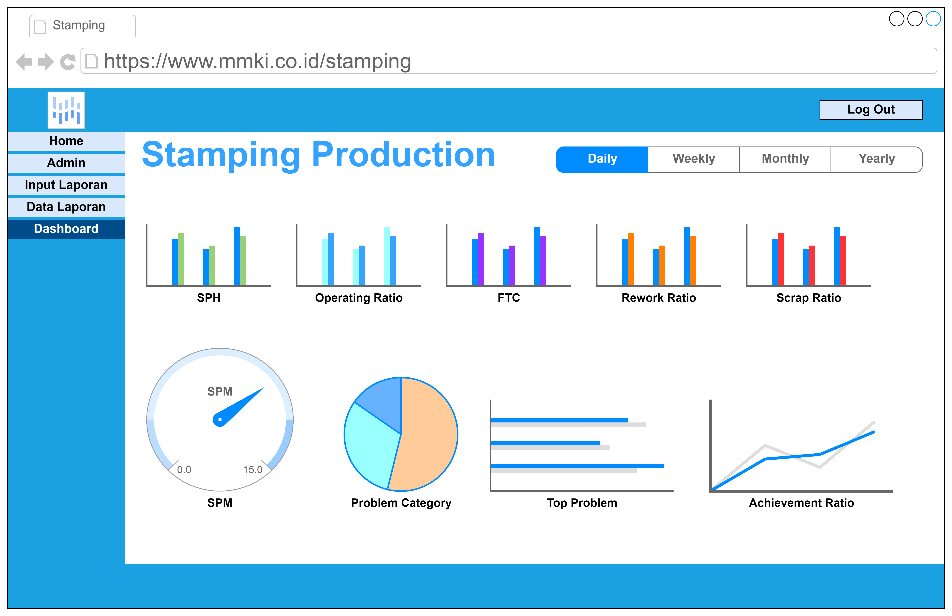 Stamping
https://www.mmki.co.id/stamping
Log Out
Home
Admin
Input Laporan
Data Laporan
Dashboard
Stamping Production
Daily
Weekly
Monthly
Yearly
SPH
Operating Ratio
FTC
Rework Ratio
Scrap Ratio
SPM
0.0
15.0
SPM
Problem Category
Top Problem
Achievement Ratio